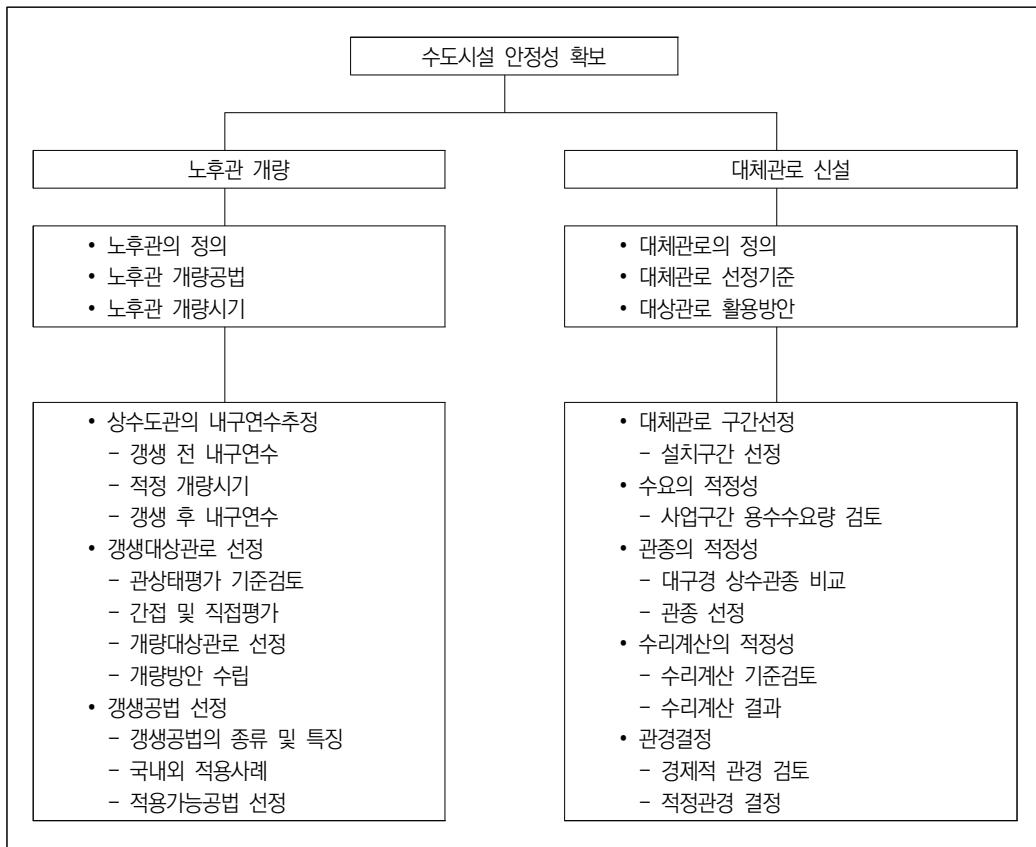 수도시설 안정성 확보
노후관 개량
• 노후관의 정의
• 노후관 개량공법
• 노후관 개량시기
• 상수도관의 내구연수추정
- 갱생 전 내구연수
- 적정 개량시기
- 갱생 후 내구연수
• 갱생대상관로 선정
- 관상태평가 기준검토
- 간접 및 직접평가
- 개량대상관로 선정
- 개량방안 수립
• 갱생공법 선정
- 갱생공법의 종류 및 특징
- 국내외 적용사례
- 적용가능공법 선정
대체관로 신설
• 대체관로의 정의
• 대체관로 선정기준
• 대상관로 활용방안
• 대체관로 구간선정
- 설치구간 선정
• 수요의 적정성
- 사업구간 용수수요량 검토
• 관종의 적정성
- 대구경 상수관종 비교
- 관종 선정
• 수리계산의 적정성
- 수리계산 기준검토
- 수리계산 결과
• 관경결정
- 경제적 관경 검토
- 적정관경 결정